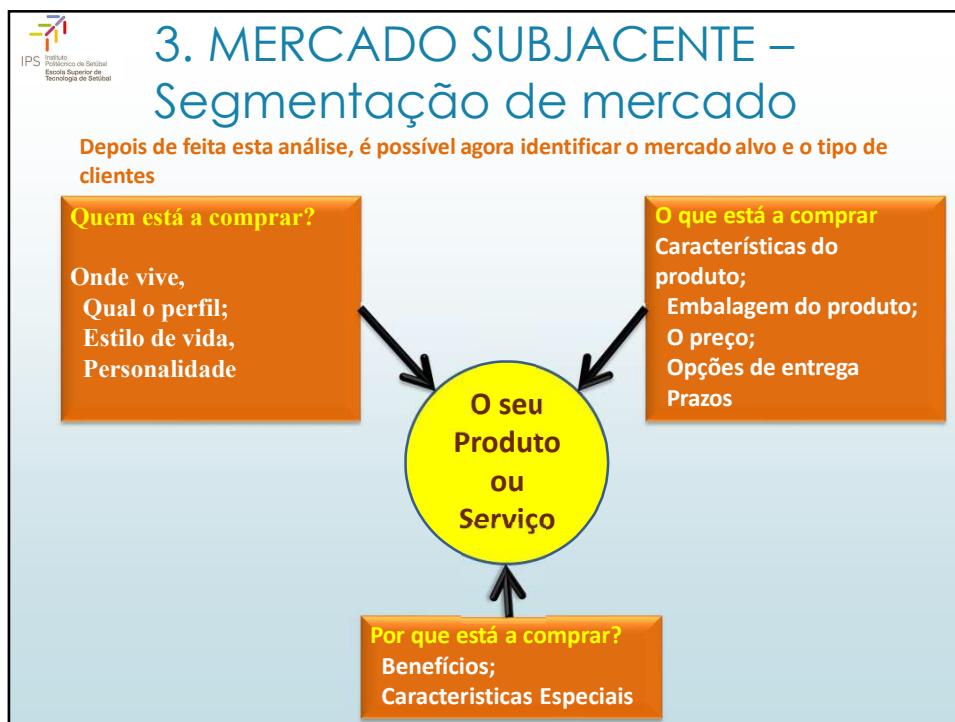 IPS Instituto
Politécnico de Setúbal
Escola Superior de
Tecnologia de Setúbal
3. MERCADO SUBJACENTE –
Segmentação de mercado
Depois de feita esta análise, é possível agora identificar o mercado alvo e o tipo de
clientes
Quem está a comprar?
Onde vive,
Qual o perfil;
Estilo de vida,
Personalidade
O que está a comprar
Características do
produto;
Embalagem do produto;
O preço;
Opções de entrega
Prazos
O seu
Produto
ou
Serviço
Por que está a comprar?
Benefícios;
Caracteristicas Especiais